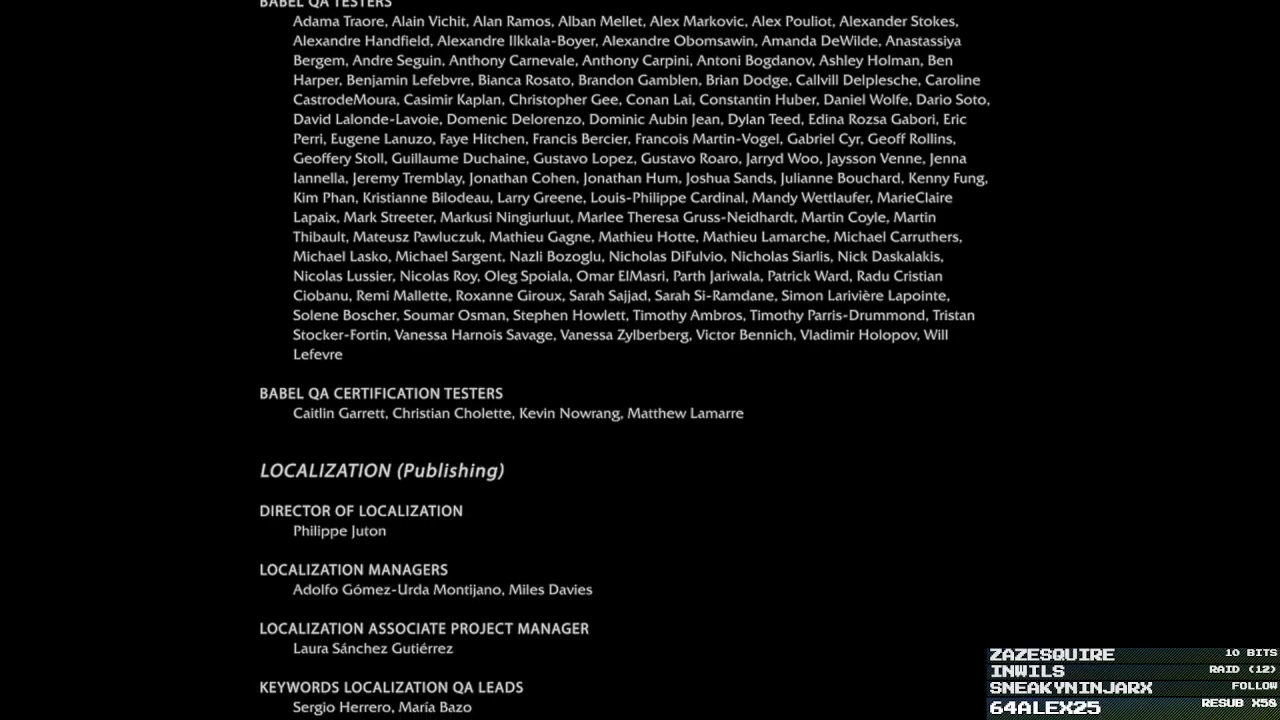 BABEL QA TESTERS
Adama Traore, Alain Vichit, Alan Ramos, Alban Mellet, Alex Markovic, Alex Pouliot, Alexander Stokes,
Alexandre Handfield, Alexandre Ilkkala-Boyer, Alexandre Obomsawin, Amanda DeWilde, Anastassiya
Bergem, Andre Seguin, Anthony Carnevale, Anthony Carpini, Antoni Bogdanov, Ashley Holman, Ben
Harper, Benjamin Lefebvre, Bianca Rosato, Brandon Gamblen, Brian Dodge, Callvill Delplesche, Caroline
CastrodeMoura, Casimir Kaplan, Christopher Gee, Conan Lai, Constantin Huber, Daniel Wolfe, Dario Soto,
David Lalonde-Lavoie, Domenic Delorenzo, Dominic Aubin Jean, Dylan Teed, Edina Rozsa Gabori, Eric
Perri, Eugene Lanuzo, Faye Hitchen, Francis Bercier, Francois Martin-Vogel, Gabriel Cyr, Geoff Rollins,
Geoffery Stoll, Guillaume Duchaine, Gustavo Lopez, Gustavo Roaro, Jarryd Woo, Jaysson Venne, Jenna
Iannella, Jeremy Tremblay, Jonathan Cohen, Jonathan Hum, Joshua Sands, Julianne Bouchard, Kenny Fung,
Kim Phan, Kristianne Bilodeau, Larry Greene, Louis-Philippe Cardinal, Mandy Wettlaufer, MarieClaire
Lapaix, Mark Streeter, Markusi Ningiurluut, Marlee Theresa Gruss-Neidhardt, Martin Coyle, Martin
Thibault, Mateusz Pawluczuk, Mathieu Gagne, Mathieu Hotte, Mathieu Lamarche, Michael Carruthers,
Michael Lasko, Michael Sargent, Nazli Bozoglu, Nicholas DiFulvio, Nicholas Siarlis, Nick Daskalakis,
Nicolas Lussier, Nicolas Roy, Oleg Spoiala, Omar ElMasri, Parth Jariwala, Patrick Ward, Radu Cristian
Ciobanu, Remi Mallette, Roxanne Giroux, Sarah Sajjad, Sarah Si-Ramdane, Simon Larivière Lapointe,
Solene Boscher, Soumar Osman, Stephen Howlett, Timothy Ambros, Timothy Parris-Drummond, Tristan
Stocker-Fortin, Vanessa Harnois Savage, Vanessa Zylberberg, Victor Bennich, Vladimir Holopov, Will
Lefevre
BABEL QA CERTIFICATION TESTERS
Caitlin Garrett, Christian Cholette, Kevin Nowrang, Matthew Lamarre
LOCALIZATION (Publishing)
DIRECTOR OF LOCALIZATION
Philippe Juton
LOCALIZATION MANAGERS
Adolfo Gómez-Urda Montijano, Miles Davies
LOCALIZATION ASSOCIATE PROJECT MANAGER
Laura Sánchez Gutiérrez
KEYWORDS LOCALIZATION QA LEADS
Sergio Herrero, María Bazo
ZAZESQUIRE 10 BITS
INWILS RAID (12)
SNEAKYNINJARX FOLLOW
64ALEX25 RESUB X50